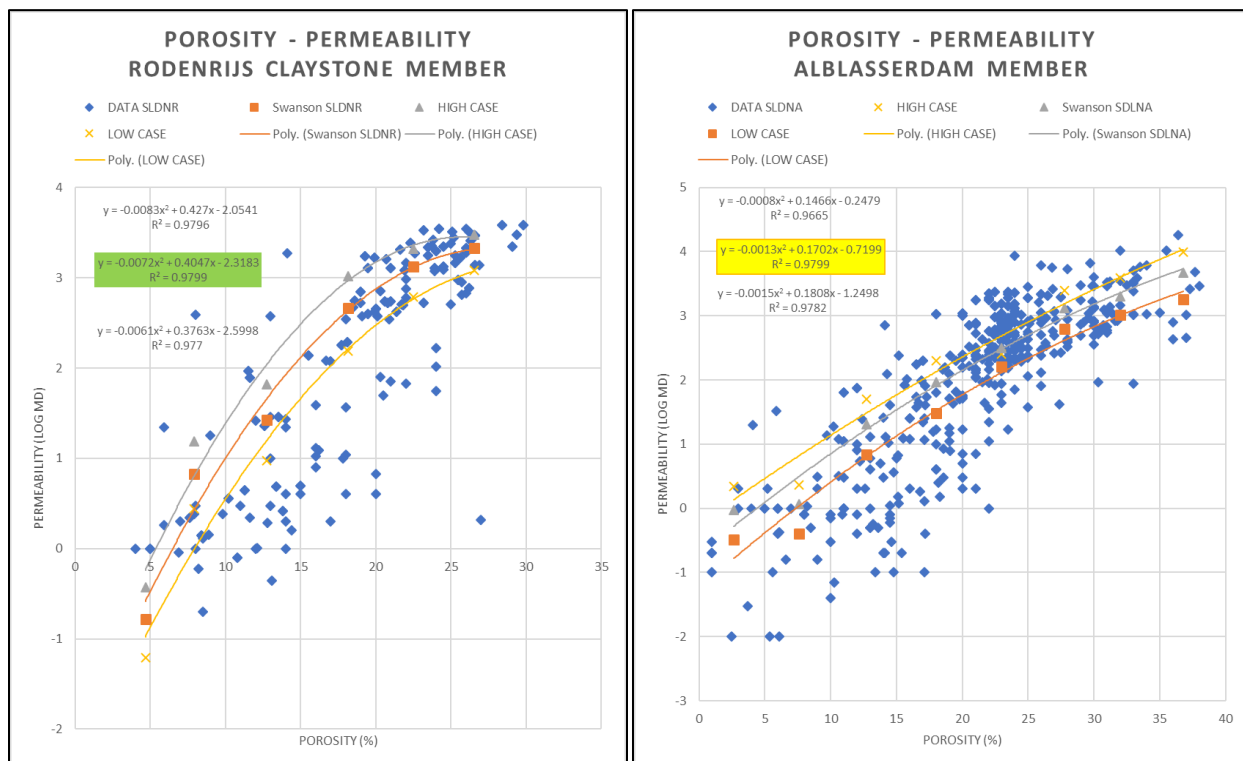 POROSITY - PERMEABILITY
RODENRIJS CLAYSTONE MEMBER
DATA SLDNR
Swanson SLDNR
HIGH CASE
LOW CASE
Poly. (Swanson SLDNR)
Poly. (HIGH CASE)
Poly. (LOW CASE)
y = -0.0083x² + 0.427x - 2.0541
R² = 0.9796
y = -0.0072x² + 0.4047x - 2.3183
R² = 0.9799
y = -0.0061x² + 0.3763x - 2.5998
R² = 0.977
PERMEABILITY (LOG MD)
4
3
2
1
0
-1
-2
0
5
10
15
20
25
30
35
POROSITY (%)
POROSITY - PERMEABILITY
ALBLASSERDAM MEMBER
DATA SLDNA
HIGH CASE
Swanson SDLNA
LOW CASE
Poly. (HIGH CASE)
Poly. (Swanson SDLNA)
Poly. (LOW CASE)
y = -0.0008x² + 0.1466x - 0.2479
R² = 0.9665
y = -0.0013x² + 0.1702x - 0.7199
R² = 0.9799
y = -0.0015x² + 0.1808x - 1.2498
R² = 0.9782
PERMEABILITY (LOG MD)
5
4
3
2
1
0
-1
-2
-3
0
5
10
15
20
25
30
35
40
POROSITY (%)